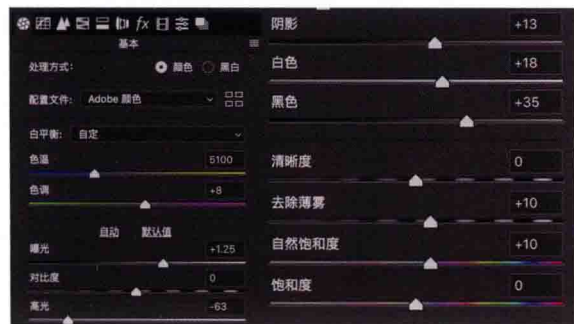 fx
基本
处理方式: 颜色 黑白
配置文件: Adobe 颜色
白平衡: 自定
色温 5100
色调 +8
自动 默认值
曝光 +1.25
对比度 0
高光 -63
阴影 +13
白色 +18
黑色 +35
清晰度 0
去除薄雾 +10
自然饱和度 +10
饱和度 0